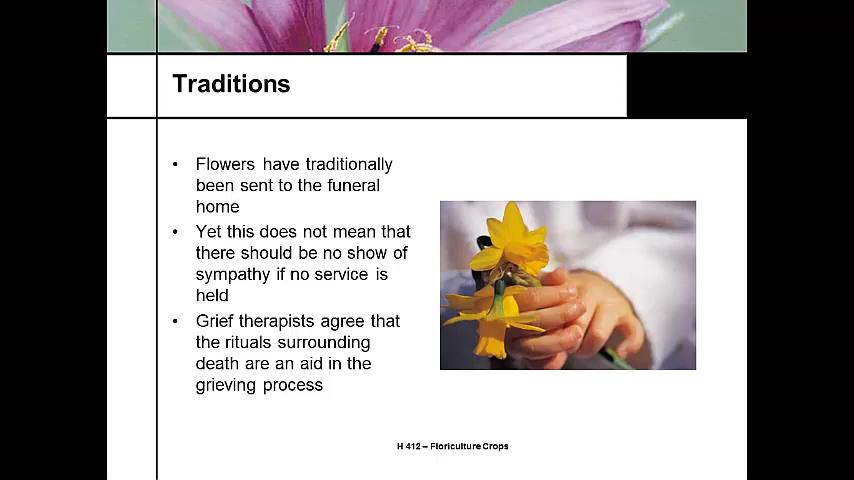 Traditions
• Flowers have traditionally
been sent to the funeral
home
• Yet this does not mean that
there should be no show of
sympathy if no service is
held
• Grief therapists agree that
the rituals surrounding
death are an aid in the
grieving process
H 412 – Floriculture Crops